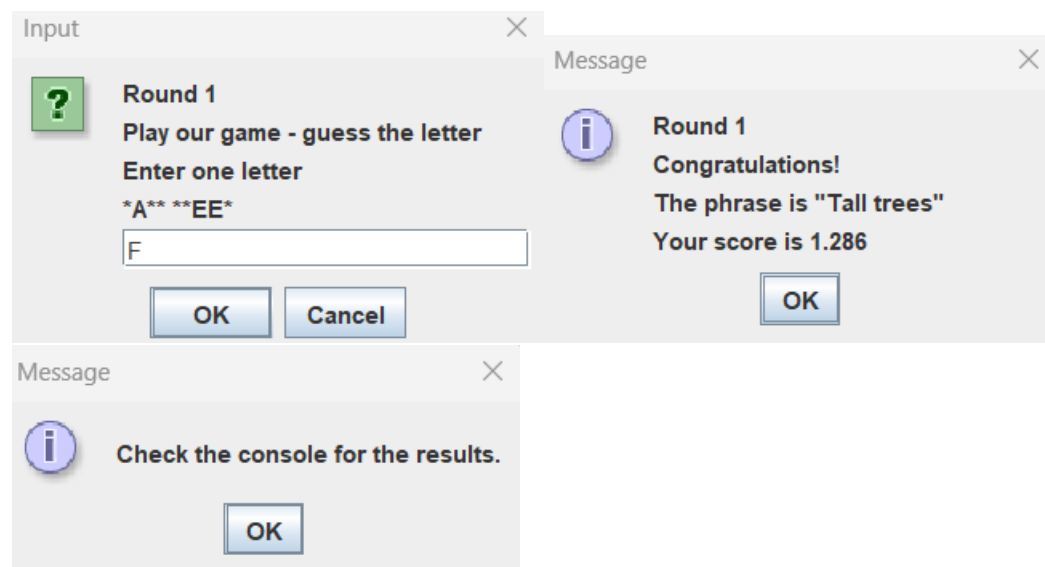 Input
Round 1
Play our game - guess the letter
Enter one letter
*A** **EE*
F
OK
Cancel
Message
Round 1
Congratulations!
The phrase is "Tall trees"
Your score is 1.286
OK
Message
Check the console for the results.
OK